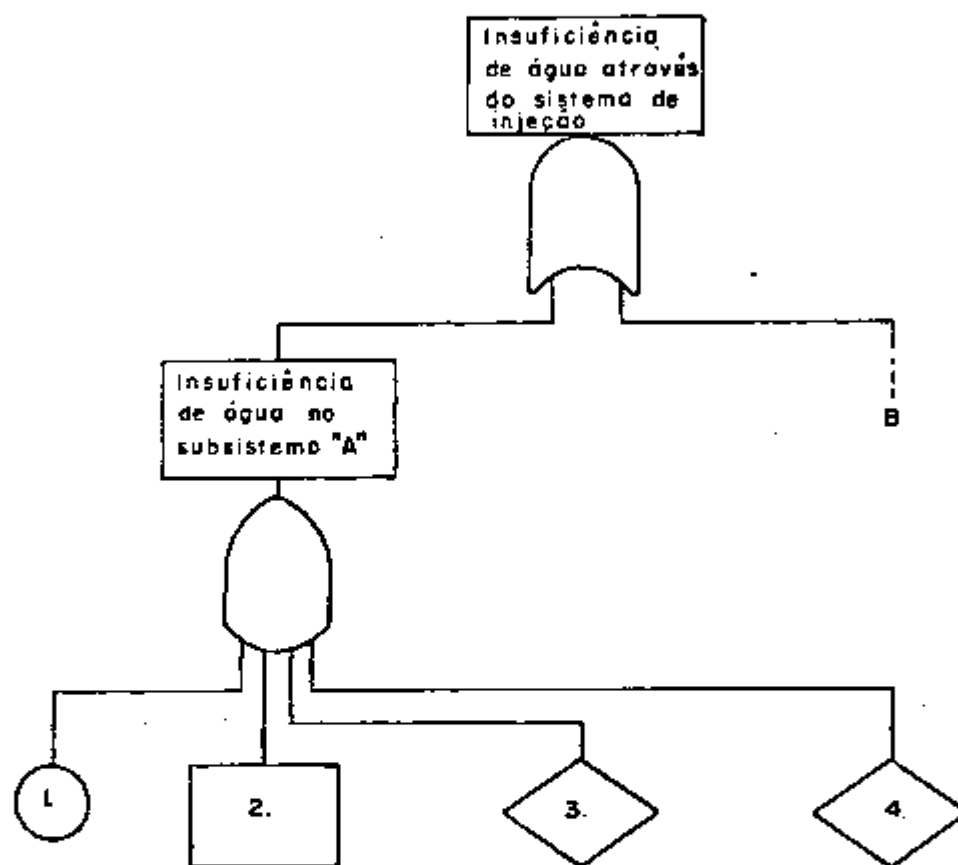 Insuficiência
de água através
do sistema de
injeção
Insuficiência
de água no
subsistema "A"
B
1.
2.
3.
4.